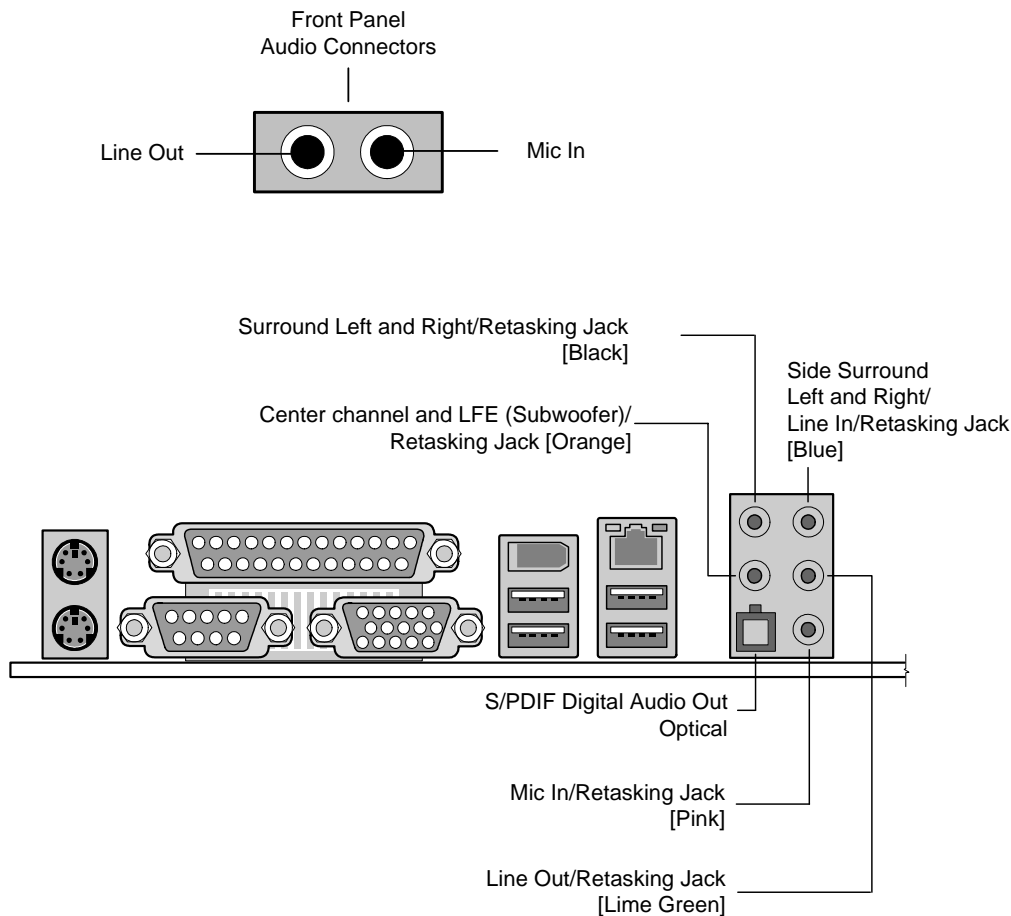 Front Panel
Audio Connectors
Line Out
Mic In
Surround Left and Right/Retasking Jack
[Black]
Side Surround
Left and Right/
Line In/Retasking Jack
[Blue]
Center channel and LFE (Subwoofer)/
Retasking Jack [Orange]
S/PDIF Digital Audio Out
Optical
Mic In/Retasking Jack
[Pink]
Line Out/Retasking Jack
[Lime Green]